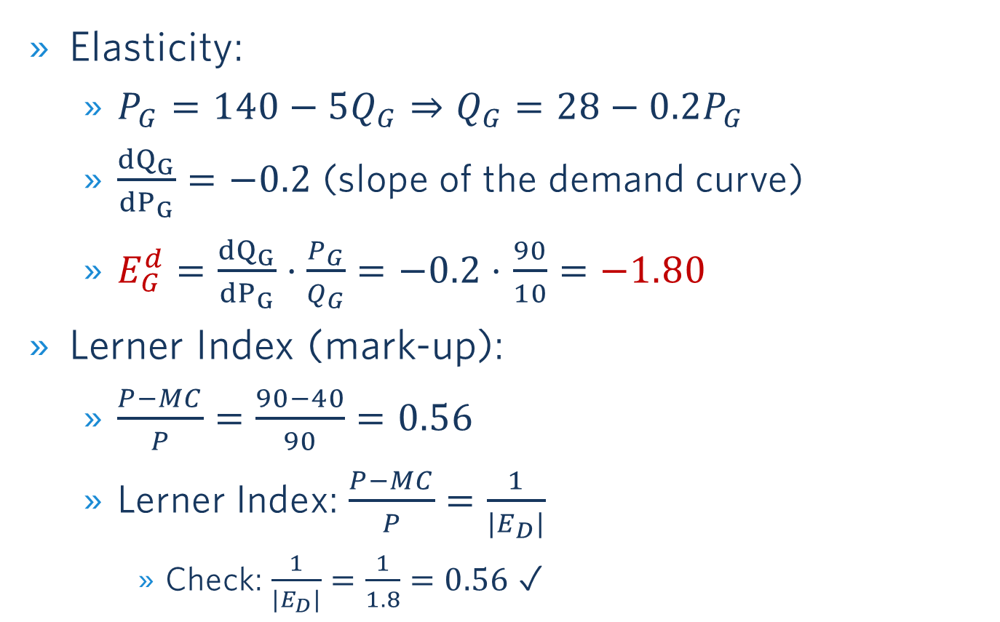 » Elasticity:
» $P_G = 140 - 5Q_G \Rightarrow Q_G = 28 - 0.2P_G$
» $\frac{\mathrm{dQ_G}}{\mathrm{dP_G}} = -0.2$ (slope of the demand curve)
» $E_G^d = \frac{\mathrm{dQ_G}}{\mathrm{dP_G}} \cdot \frac{P_G}{Q_G} = -0.2 \cdot \frac{90}{10} = -1.80$
» Lerner Index (mark-up):
» $\frac{P-MC}{P} = \frac{90-40}{90} = 0.56$
» Lerner Index: $\frac{P-MC}{P} = \frac{1}{|E_D|}$
» Check: $\frac{1}{|E_D|} = \frac{1}{1.8} = 0.56$ ✓